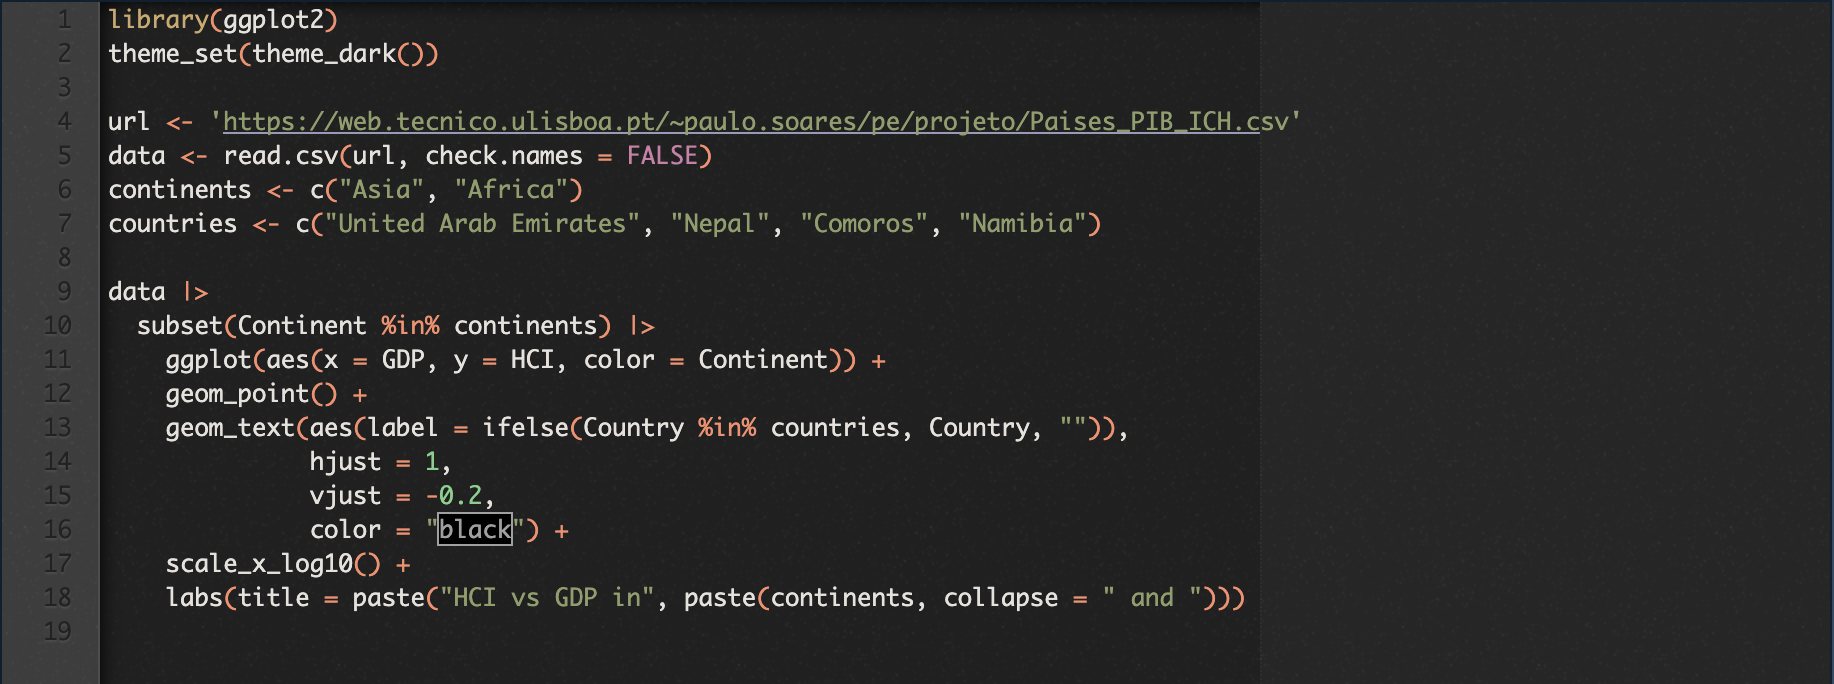 1 library(ggplot2)
2 theme_set(theme_dark())
3
4 url <- 'https://web.tecnico.ulisboa.pt/~paulo.soares/pe/projeto/Paises_PIB_ICH.csv'
5 data <- read.csv(url, check.names = FALSE)
6 continents <- c("Asia", "Africa")
7 countries <- c("United Arab Emirates", "Nepal", "Comoros", "Namibia")
8
9 data |>
10   subset(Continent %in% continents) |>
11     ggplot(aes(x = GDP, y = HCI, color = Continent)) +
12     geom_point() +
13     geom_text(aes(label = ifelse(Country %in% countries, Country, "")),
14               hjust = 1,
15               vjust = -0.2,
16               color = "black") +
17     scale_x_log10() +
18     labs(title = paste("HCI vs GDP in", paste(continents, collapse = " and ")))
19